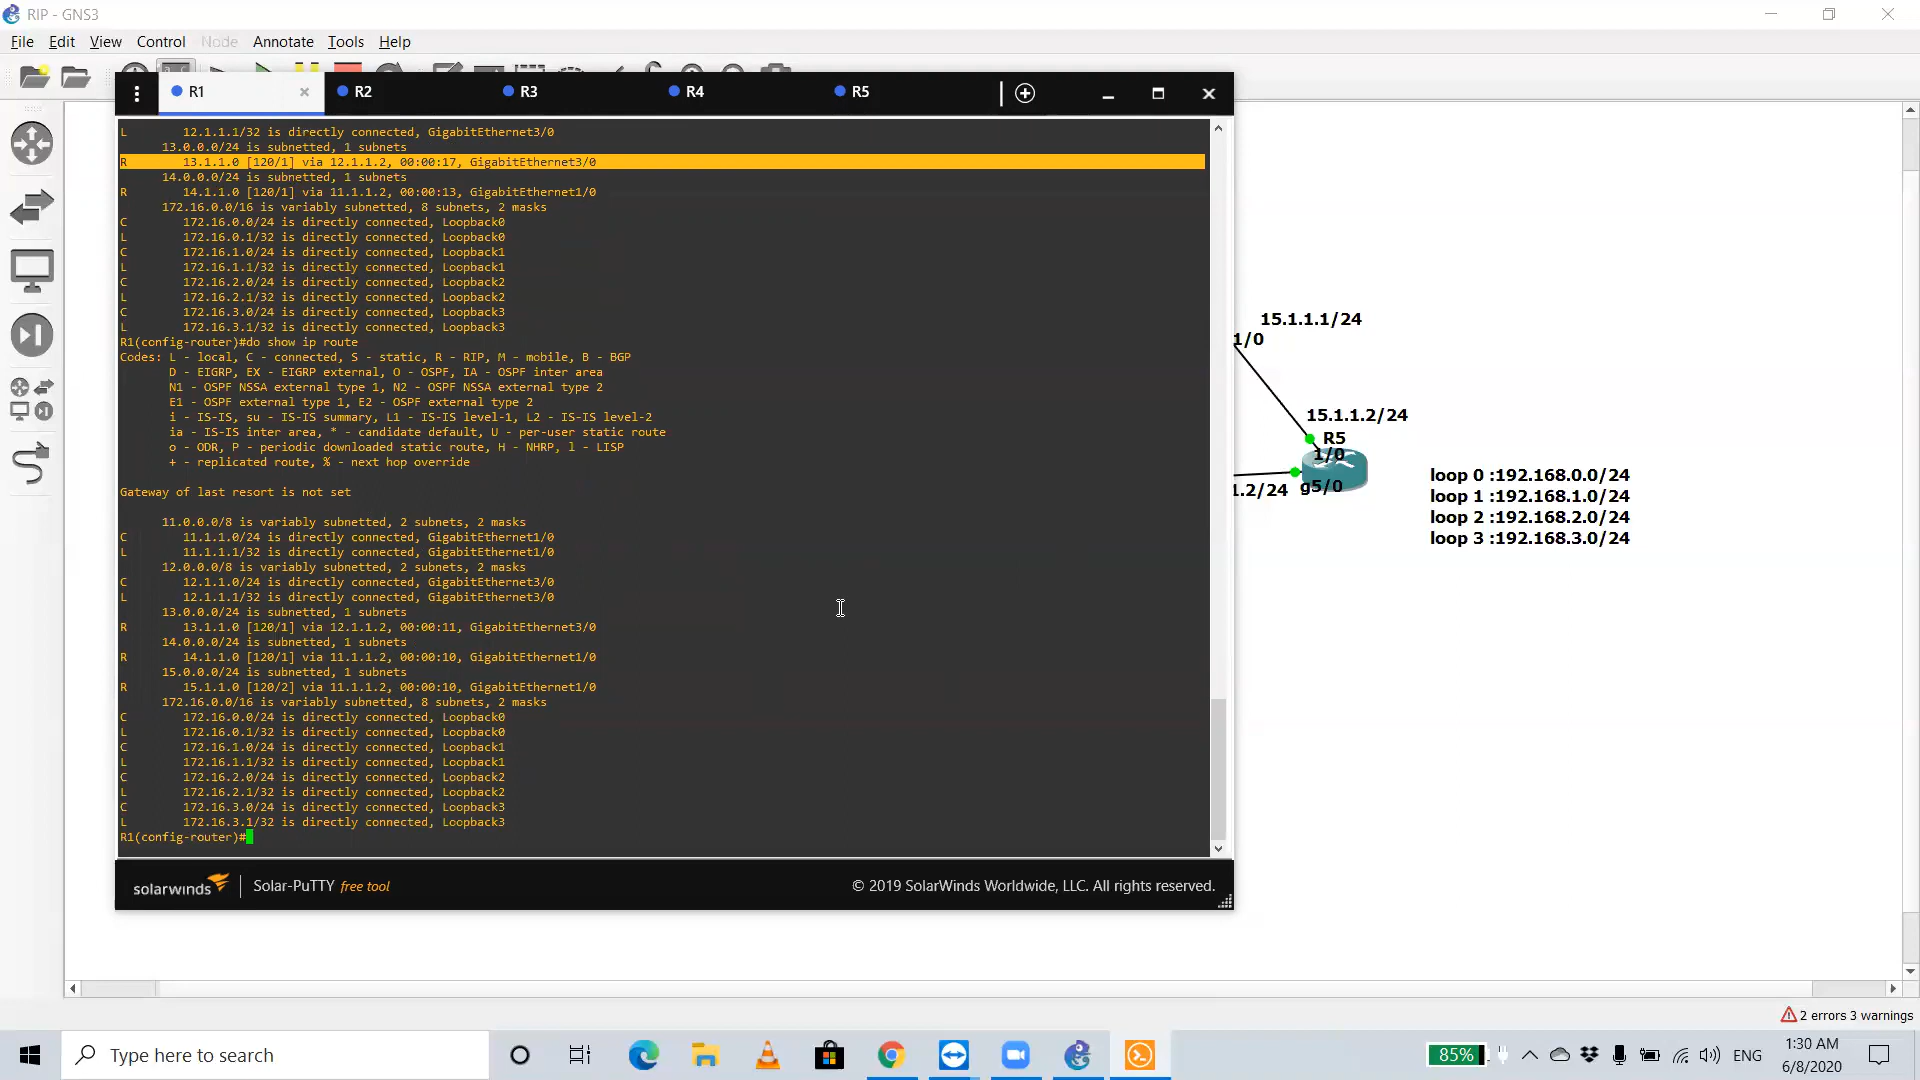 RIP - GNS3
File Edit View Control Node Annotate Tools Help
R1 × R2 R3 R4 R5
L 12.1.1.1/32 is directly connected, GigabitEthernet3/0
13.0.0.0/24 is subnetted, 1 subnets
R 13.1.1.0 [120/1] via 12.1.1.2, 00:00:17, GigabitEthernet3/0
14.0.0.0/24 is subnetted, 1 subnets
R 14.1.1.0 [120/1] via 11.1.1.2, 00:00:13, GigabitEthernet1/0
172.16.0.0/16 is variably subnetted, 8 subnets, 2 masks
C 172.16.0.0/24 is directly connected, Loopback0
L 172.16.0.1/32 is directly connected, Loopback0
C 172.16.1.0/24 is directly connected, Loopback1
L 172.16.1.1/32 is directly connected, Loopback1
C 172.16.2.0/24 is directly connected, Loopback2
L 172.16.2.1/32 is directly connected, Loopback2
C 172.16.3.0/24 is directly connected, Loopback3
L 172.16.3.1/32 is directly connected, Loopback3
R1(config-router)#do show ip route
Codes: L - local, C - connected, S - static, R - RIP, M - mobile, B - BGP
D - EIGRP, EX - EIGRP external, O - OSPF, IA - OSPF inter area
N1 - OSPF NSSA external type 1, N2 - OSPF NSSA external type 2
E1 - OSPF external type 1, E2 - OSPF external type 2
i - IS-IS, su - IS-IS summary, L1 - IS-IS level-1, L2 - IS-IS level-2
ia - IS-IS inter area, * - candidate default, U - per-user static route
o - ODR, P - periodic downloaded static route, H - NHRP, l - LISP
+ - replicated route, % - next hop override
Gateway of last resort is not set
11.0.0.0/8 is variably subnetted, 2 subnets, 2 masks
C 11.1.1.0/24 is directly connected, GigabitEthernet1/0
L 11.1.1.1/32 is directly connected, GigabitEthernet1/0
12.0.0.0/8 is variably subnetted, 2 subnets, 2 masks
C 12.1.1.0/24 is directly connected, GigabitEthernet3/0
L 12.1.1.1/32 is directly connected, GigabitEthernet3/0
13.0.0.0/24 is subnetted, 1 subnets
R 13.1.1.0 [120/1] via 12.1.1.2, 00:00:11, GigabitEthernet3/0
14.0.0.0/24 is subnetted, 1 subnets
R 14.1.1.0 [120/1] via 11.1.1.2, 00:00:10, GigabitEthernet1/0
15.0.0.0/24 is subnetted, 1 subnets
R 15.1.1.0 [120/2] via 11.1.1.2, 00:00:10, GigabitEthernet1/0
172.16.0.0/16 is variably subnetted, 8 subnets, 2 masks
C 172.16.0.0/24 is directly connected, Loopback0
L 172.16.0.1/32 is directly connected, Loopback0
C 172.16.1.0/24 is directly connected, Loopback1
L 172.16.1.1/32 is directly connected, Loopback1
C 172.16.2.0/24 is directly connected, Loopback2
L 172.16.2.1/32 is directly connected, Loopback2
C 172.16.3.0/24 is directly connected, Loopback3
L 172.16.3.1/32 is directly connected, Loopback3
R1(config-router)#
solarwinds Solar-PuTTY free tool © 2019 SolarWinds Worldwide, LLC. All rights reserved.
15.1.1.1/24
1/0
15.1.1.2/24
R5
1/0
1.2/24 g5/0
loop 0 :192.168.0.0/24
loop 1 :192.168.1.0/24
loop 2 :192.168.2.0/24
loop 3 :192.168.3.0/24
2 errors 3 warnings
Type here to search
85%
ENG
1:30 AM
6/8/2020